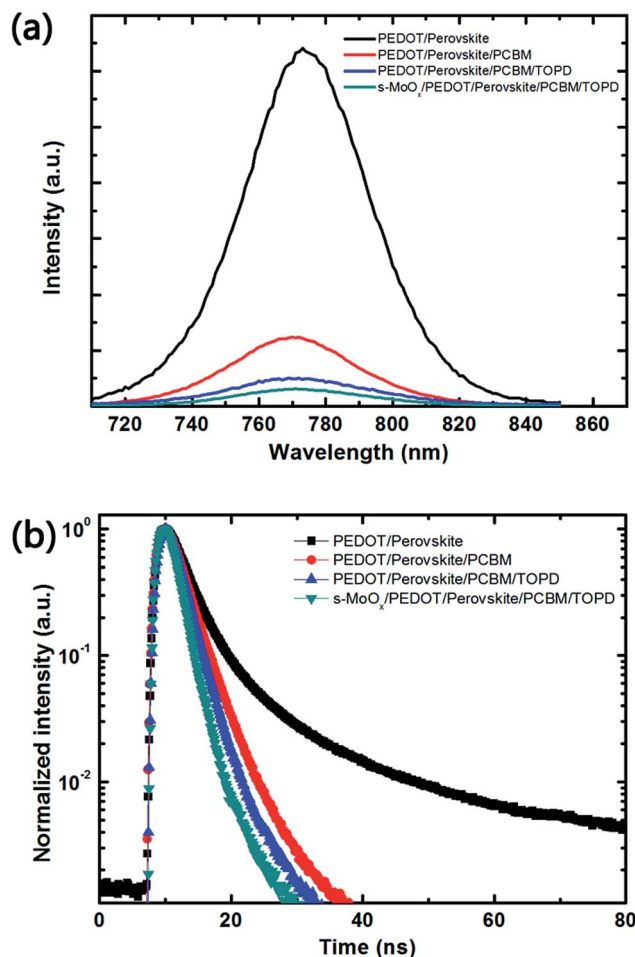 (a)
PEDOT/Perovskite
PEDOT/Perovskite/PCBM
PEDOT/Perovskite/PCBM/TOPD
s-MoOₓ/PEDOT/Perovskite/PCBM/TOPD
Intensity (a.u.)
720 740 760 780 800 820 840 860
Wavelength (nm)
(b)
PEDOT/Perovskite
PEDOT/Perovskite/PCBM
PEDOT/Perovskite/PCBM/TOPD
s-MoOₓ/PEDOT/Perovskite/PCBM/TOPD
Normalized intensity (a.u.)
10⁰
10⁻¹
10⁻²
0 20 40 60 80
Time (ns)